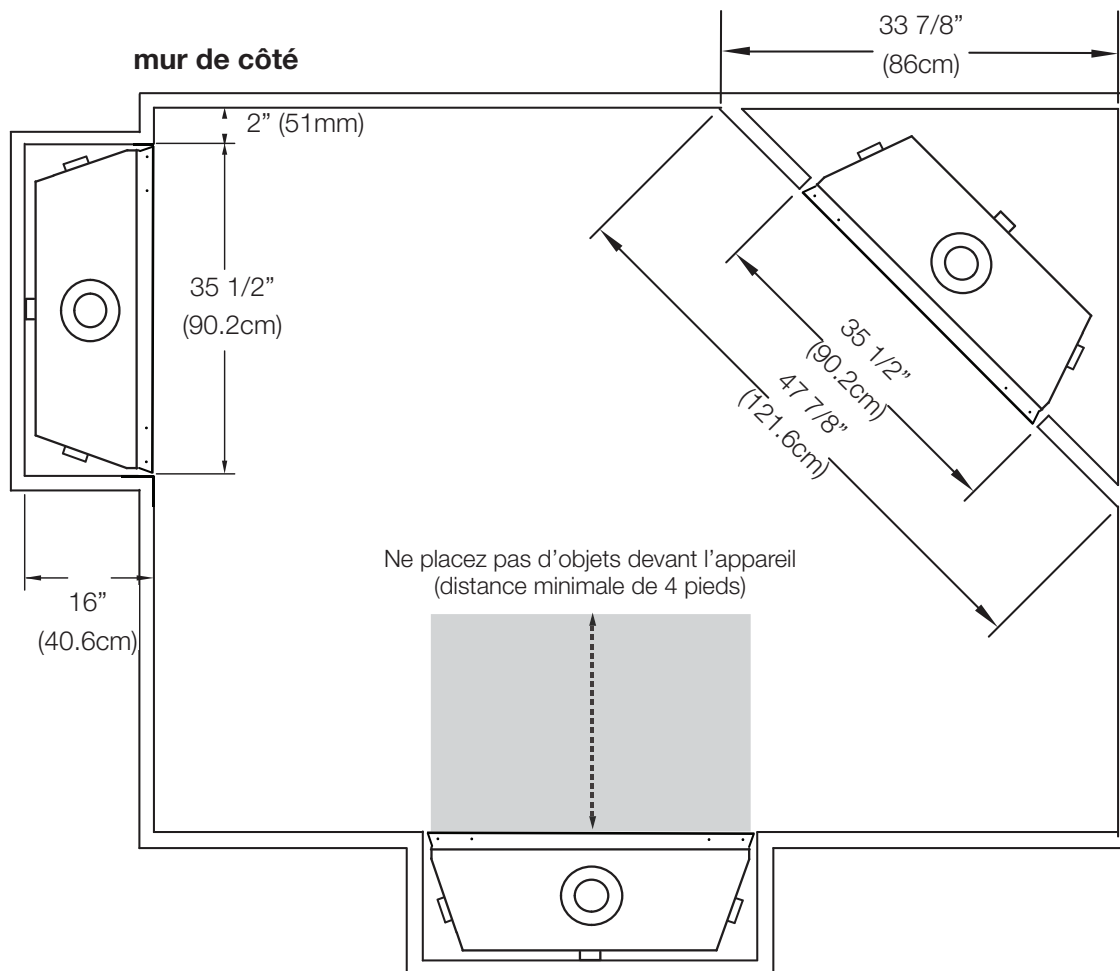 33 7/8”
(86cm)
mur de côté
2” (51mm)
35 1/2”
(90.2cm)
35 1/2”
(90.2cm)
47 7/8”
(121.6cm)
Ne placez pas d’objets devant l’appareil
(distance minimale de 4 pieds)
16”
(40.6cm)